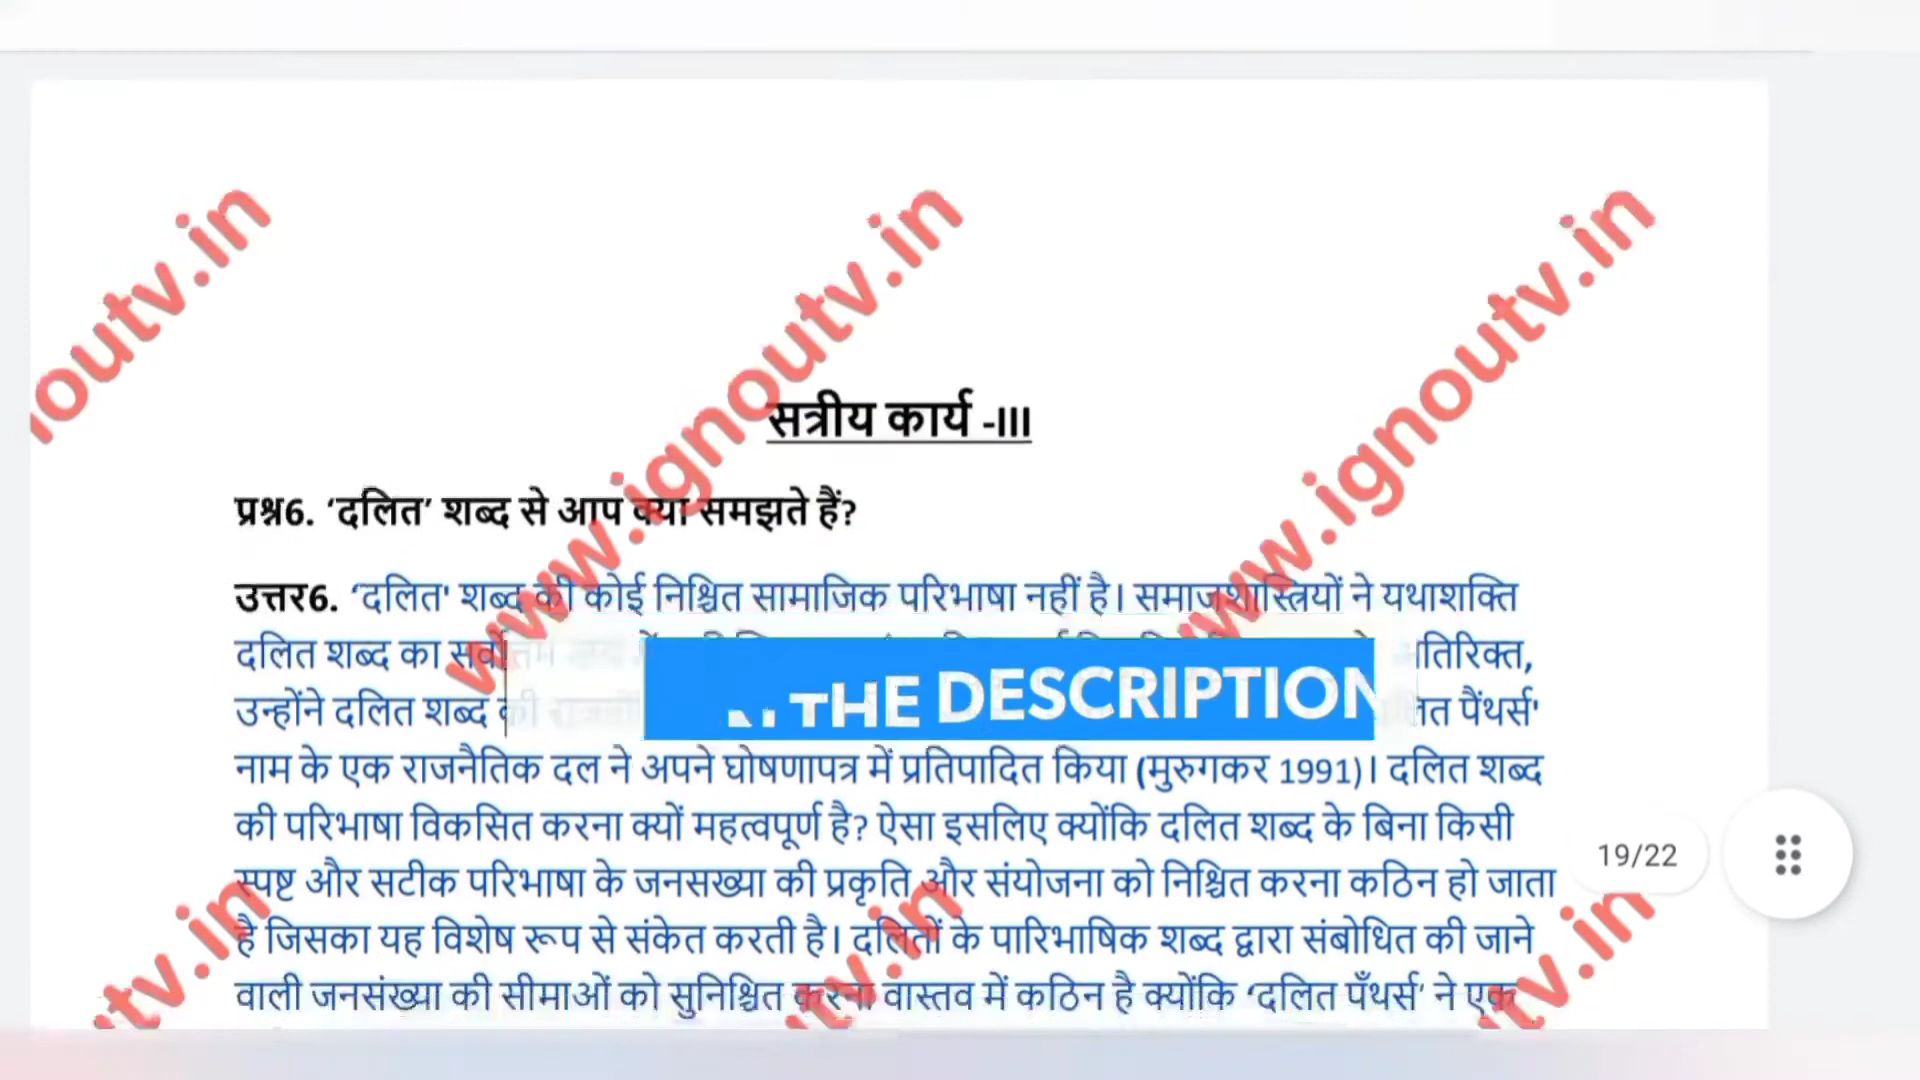 www.ignoutv.in
सत्रीय कार्य -III
प्रश्न6. ‘दलित’ शब्द से आप क्या समझते हैं?
उत्तर6. ‘दलित' शब्द की कोई निश्चित सामाजिक परिभाषा नहीं है। समाजशास्त्रियों ने यथाशक्ति
दलित शब्द का
उन्होंने दलित शब्द की
THE DESCRIPTION
पैंथर्स'
नाम के एक राजनैतिक दल ने अपने घोषणापत्र में प्रतिपादित किया (मुरुगकर 1991)। दलित शब्द
की परिभाषा विकसित करना क्यों महत्वपूर्ण है? ऐसा इसलिए क्योंकि दलित शब्द के बिना किसी
स्पष्ट और सटीक परिभाषा के जनसख्या की प्रकृति और संयोजना को निश्चित करना कठिन हो जाता
है जिसका यह विशेष रूप से संकेत करती है। दलितों के पारिभाषिक शब्द द्वारा संबोधित की जाने
वाली जनसंख्या की सीमाओं को सुनिश्चित करना वास्तव में कठिन है क्योंकि ‘दलित पँथर्स’ ने एक
19/22